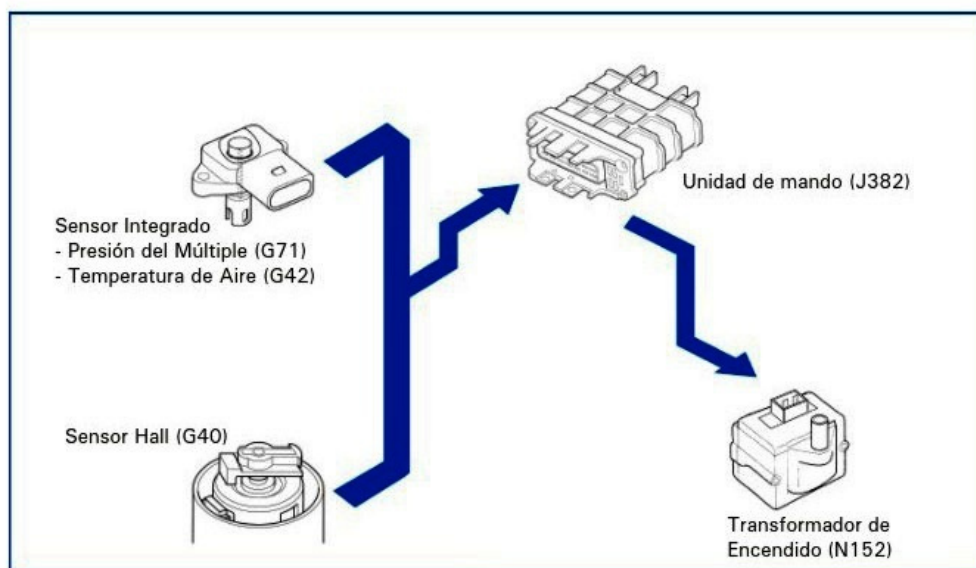 Unidad de mando (J382)
Sensor Integrado
- Presión del Múltiple (G71)
- Temperatura de Aire (G42)
Sensor Hall (G40)
Transformador de
Encendido (N152)